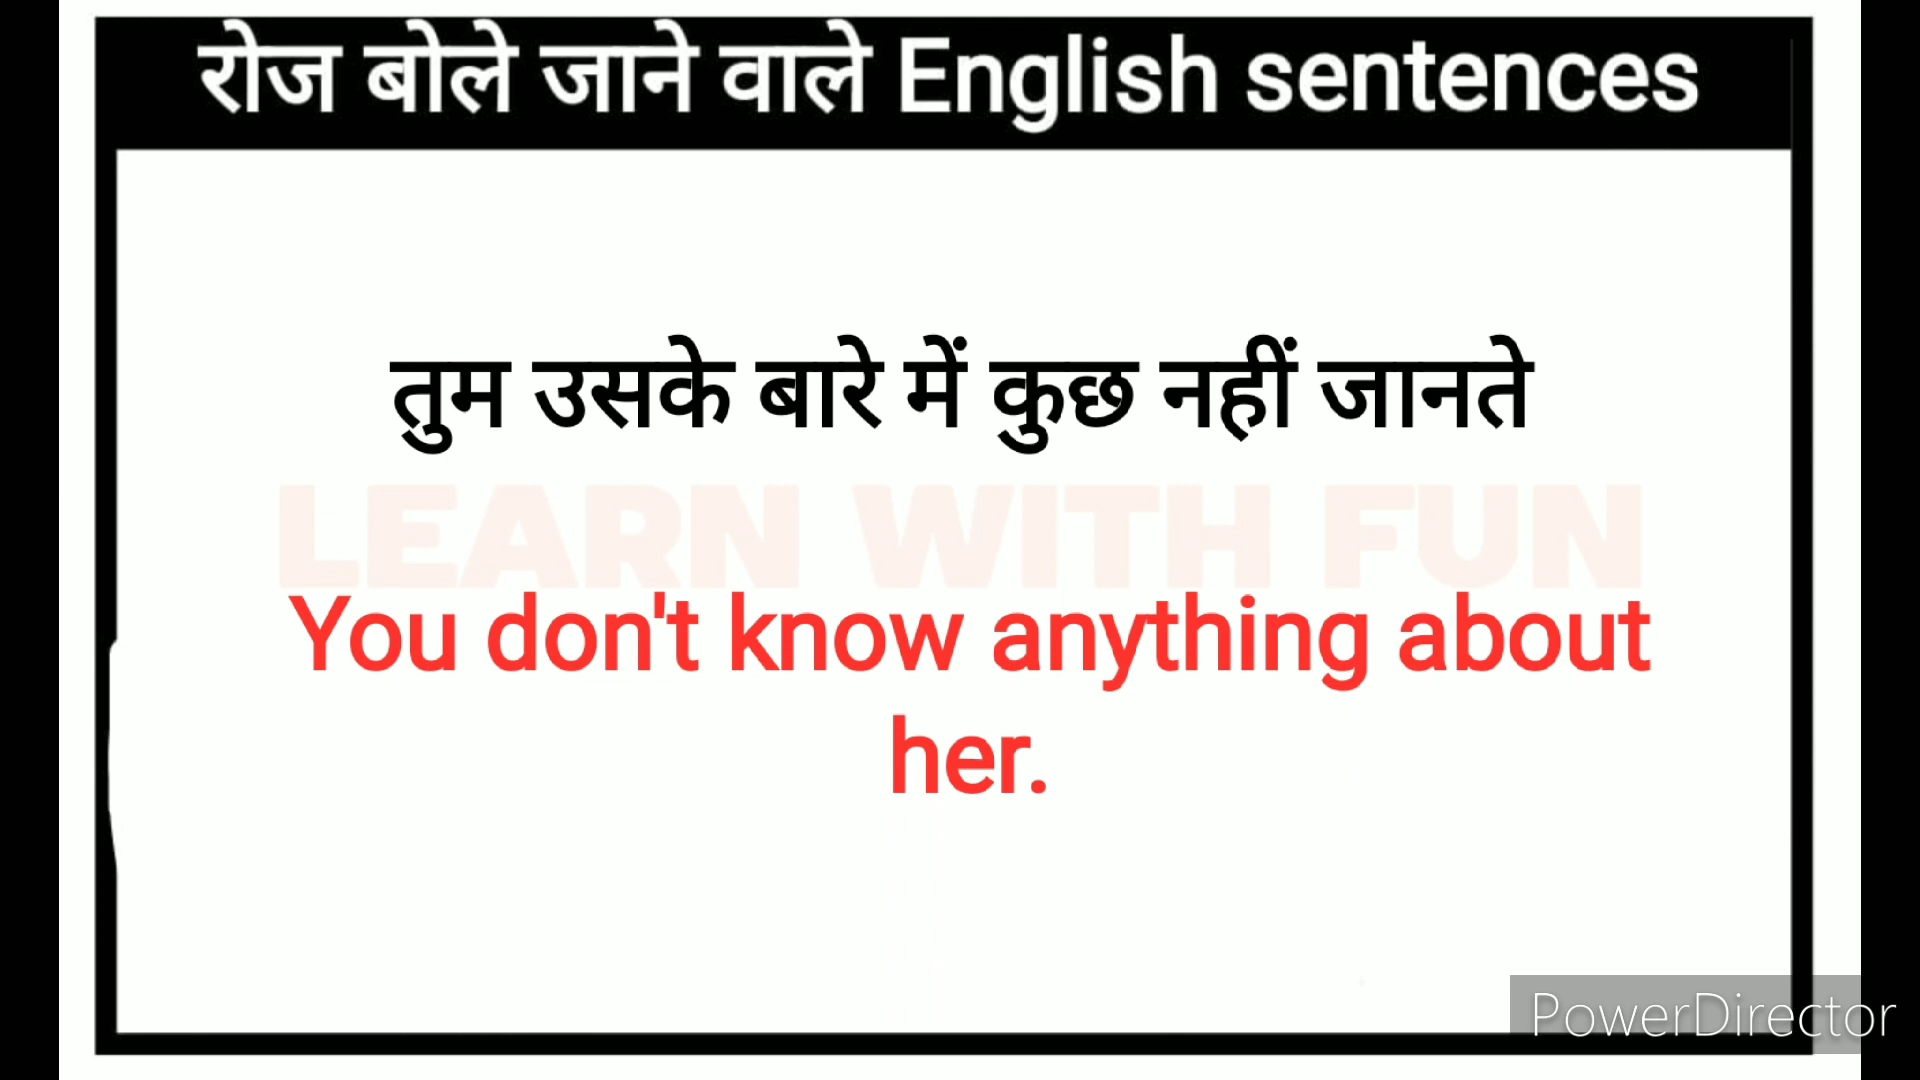 रोज बोले जाने वाले English sentences
तुम उसके बारे में कुछ नहीं जानते
LEARN WITH FUN
You don't know anything about
her.
PowerDirector